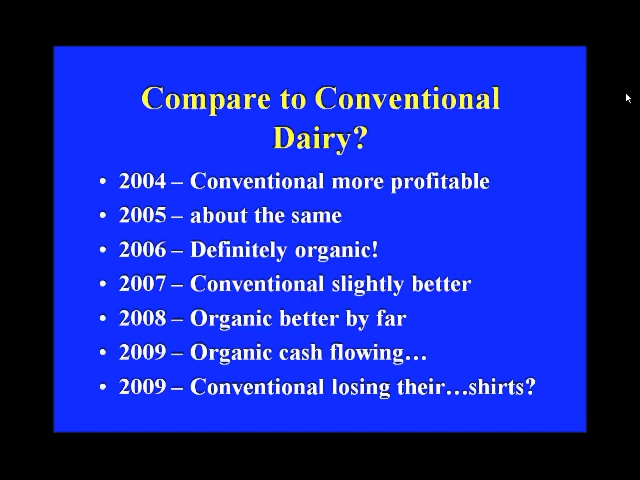 Compare to Conventional
Dairy?
• 2004 – Conventional more profitable
• 2005 – about the same
• 2006 – Definitely organic!
• 2007 – Conventional slightly better
• 2008 – Organic better by far
• 2009 – Organic cash flowing…
• 2009 – Conventional losing their…shirts?